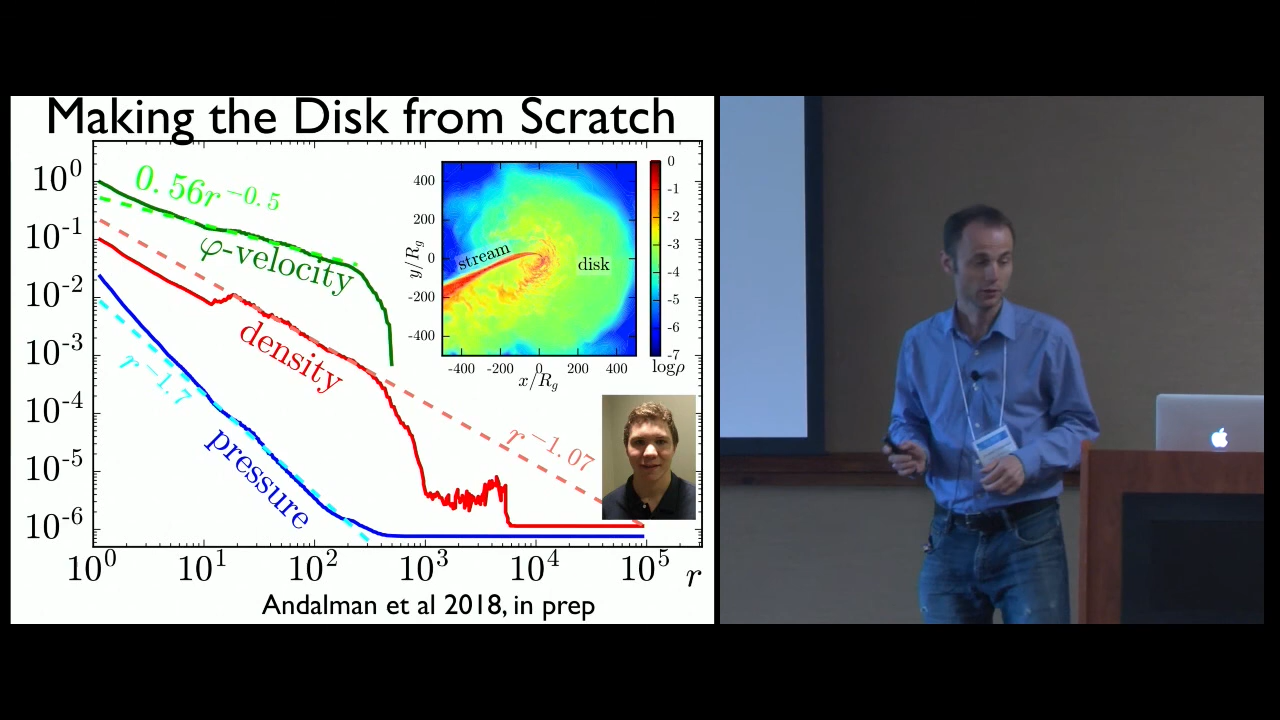 Making the Disk from Scratch
10^0
10^-1
10^-2
10^-3
10^-4
10^-5
10^-6
0.56r^-0.5
φ-velocity
density
r^-1.7
pressure
r^-1.07
400
200
0
-200
-400
y/R_g
stream
disk
-400 -200 0 200 400
x/R_g
0
-1
-2
-3
-4
-5
-6
-7
logρ
10^0 10^1 10^2 10^3 10^4 10^5 r
Andalman et al 2018, in prep